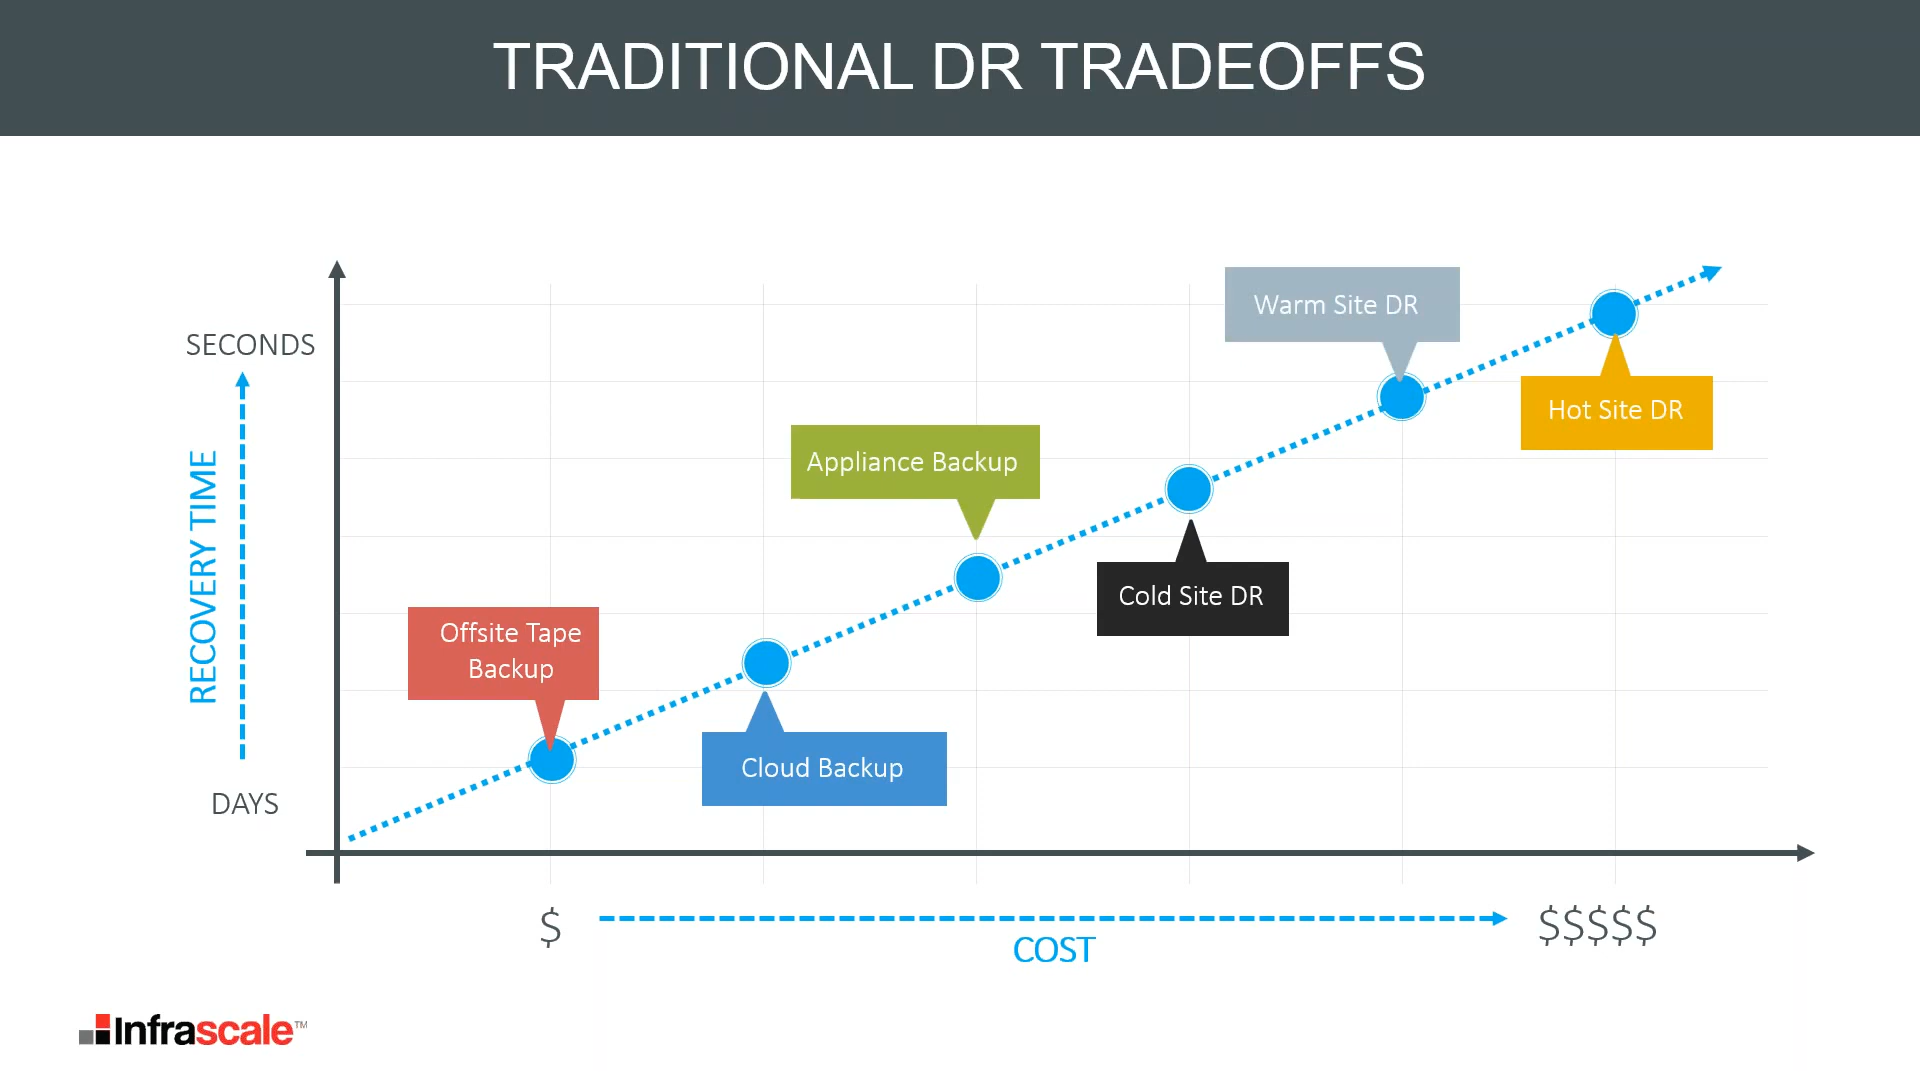 TRADITIONAL DR TRADEOFFS
SECONDS
RECOVERY TIME
DAYS
Offsite Tape
Backup
Cloud Backup
Appliance Backup
Cold Site DR
Warm Site DR
Hot Site DR
$
COST
$$$$$
Infrascale™